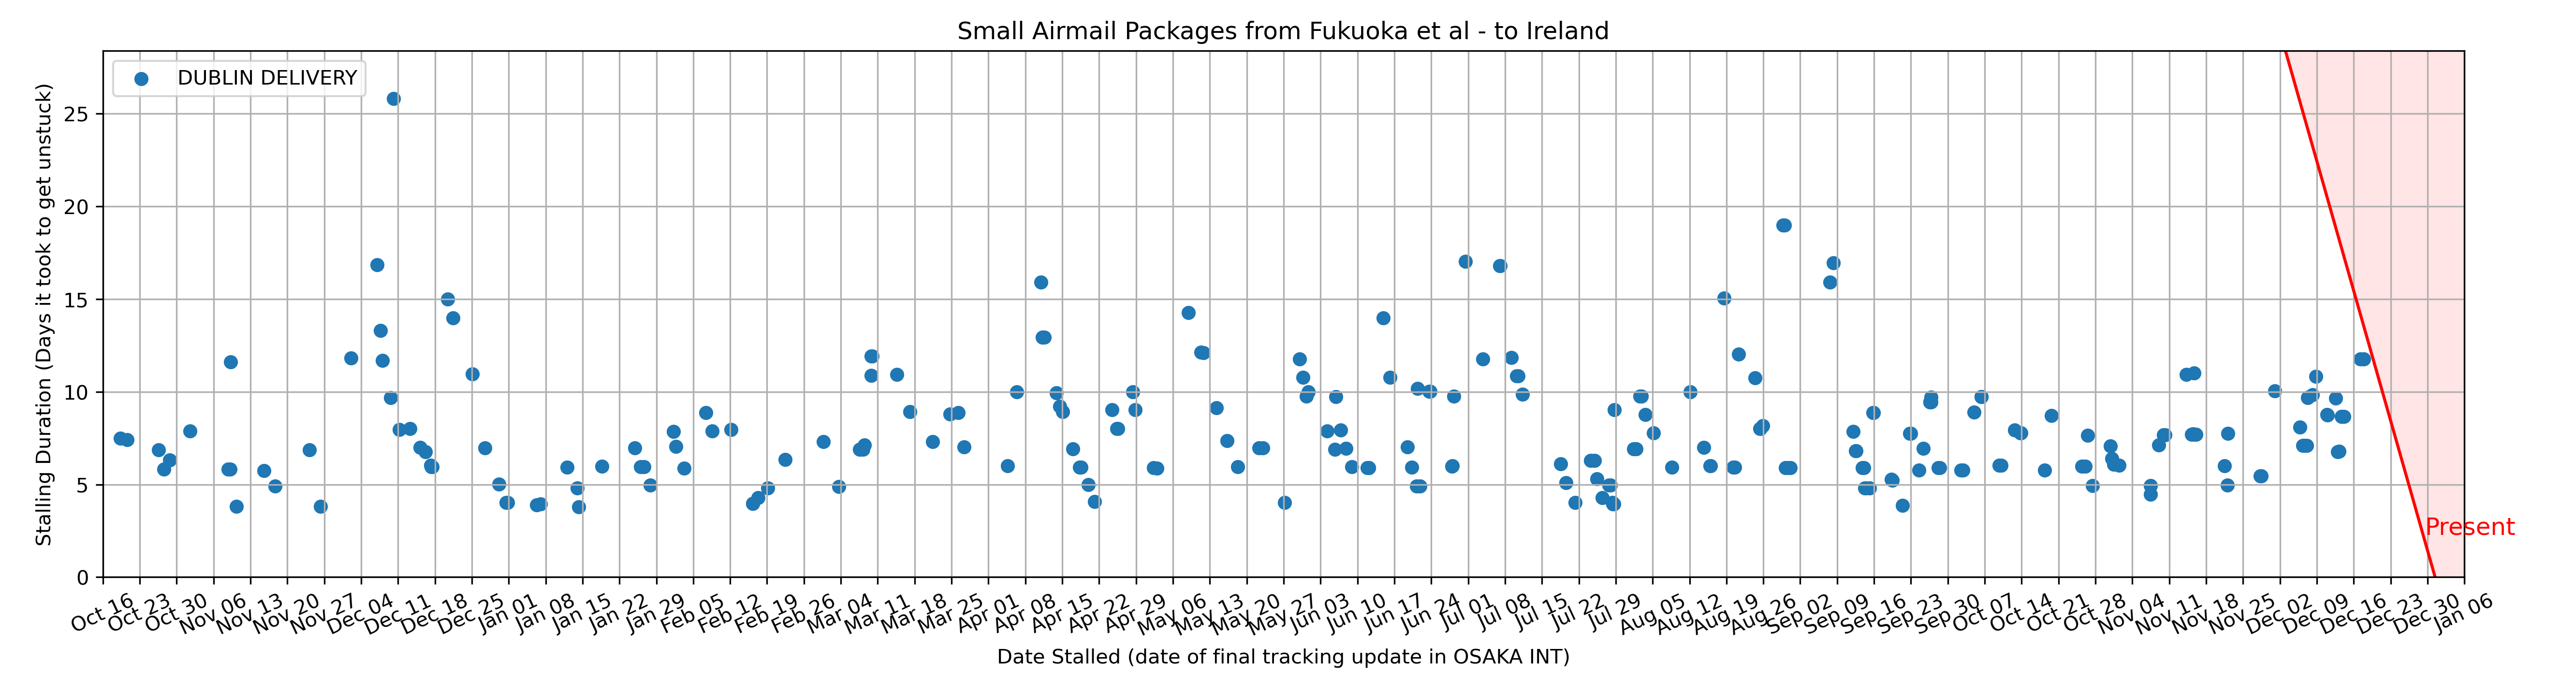 Small Airmail Packages from Fukuoka et al - to Ireland
DUBLIN DELIVERY
Stalling Duration (Days it took to get unstuck)
25
20
15
10
5
0
Present
Oct 16
Oct 23
Oct 30
Nov 06
Nov 13
Nov 20
Nov 27
Dec 04
Dec 11
Dec 18
Dec 25
Jan 01
Jan 08
Jan 15
Jan 22
Jan 29
Feb 05
Feb 12
Feb 19
Feb 26
Mar 04
Mar 11
Mar 18
Mar 25
Apr 01
Apr 08
Apr 15
Apr 22
Apr 29
May 06
May 13
May 20
May 27
Jun 03
Jun 10
Jun 17
Jun 24
Jul 01
Jul 08
Jul 15
Jul 22
Jul 29
Aug 05
Aug 12
Aug 19
Aug 26
Sep 02
Sep 09
Sep 16
Sep 23
Sep 30
Oct 07
Oct 14
Oct 21
Oct 28
Nov 04
Nov 11
Nov 18
Nov 25
Dec 02
Dec 09
Dec 16
Dec 23
Dec 30
Jan 06
Date Stalled (date of final tracking update in OSAKA INT)